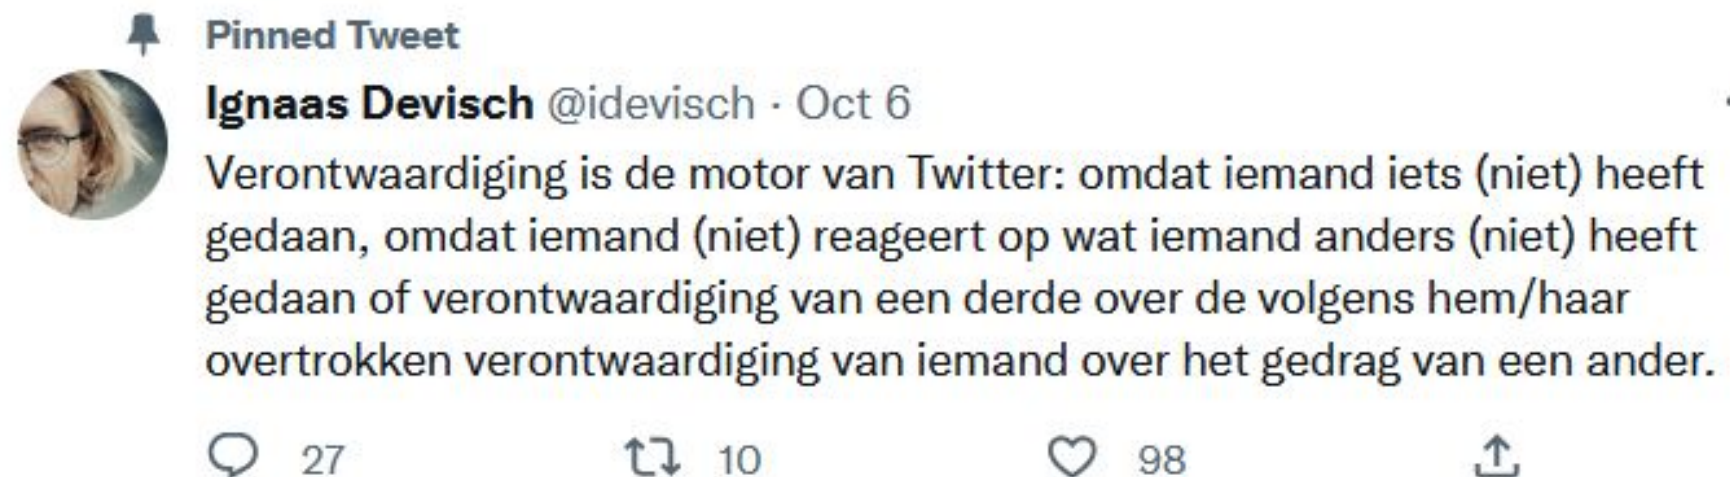 Pinned Tweet
Ignaas Devisch @idevisch · Oct 6
Verontwaardiging is de motor van Twitter: omdat iemand iets (niet) heeft
gedaan, omdat iemand (niet) reageert op wat iemand anders (niet) heeft
gedaan of verontwaardiging van een derde over de volgens hem/haar
overtrokken verontwaardiging van iemand over het gedrag van een ander.
27 10 98